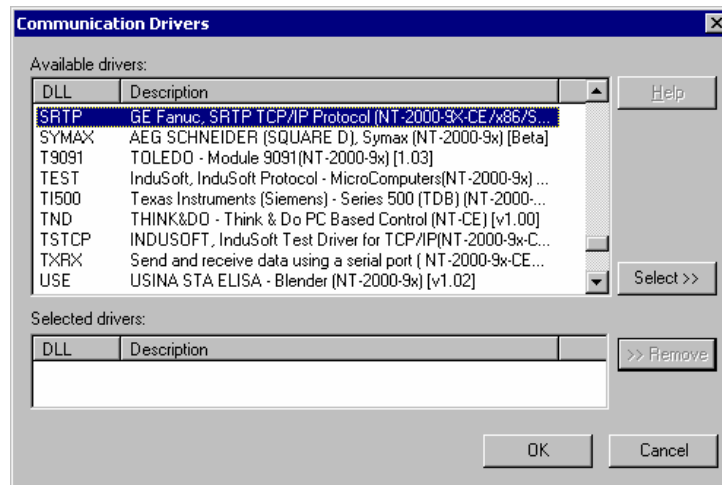 Communication Drivers
Available drivers:
DLL Description
SRTP GE Fanuc, SRTP TCP/IP Protocol (NT-2000-9X-CE/x86/S...
SYMAX AEG SCHNEIDER (SQUARE D), Symax (NT-2000-9x) [Beta]
T9091 TOLEDO - Module 9091(NT-2000-9x) [1.03]
TEST InduSoft, InduSoft Protocol - MicroComputers(NT-2000-9x) ...
TI500 Texas Instruments (Siemens) - Series 500 (TDB) (NT-2000-...
TND THINK&DO - Think & Do PC Based Control (NT-CE) [v1.00]
TSTCP INDUSOFT, InduSoft Test Driver for TCP/IP(NT-2000-9x-C...
TXRX Send and receive data using a serial port ( NT-2000-9x-CE...
USE USINA STA ELISA - Blender (NT-2000-9x) [v1.02]
Help
Select >>
Selected drivers:
DLL Description
>> Remove
OK Cancel